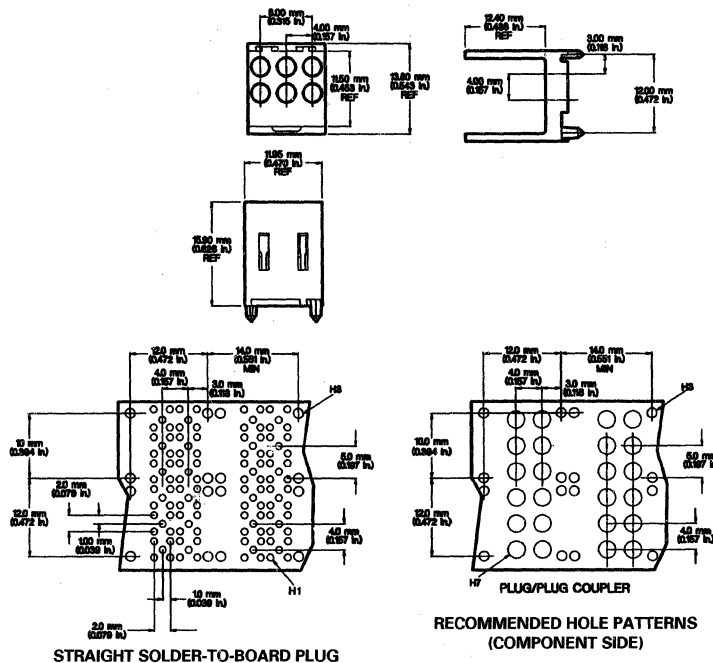 8.00 mm
(0.315 in.)
4.00 mm
(0.157 in.)
11.50 mm
(0.453 in.)
REF
13.80 mm
(0.543 in.)
REF
12.40 mm
(0.488 in.)
REF
3.00 mm
(0.118 in.)
4.00 mm
(0.157 in.)
12.00 mm
(0.472 in.)
11.95 mm
(0.470 in.)
REF
15.90 mm
(0.626 in.)
REF
12.0 mm
(0.472 in.)
14.0 mm
(0.551 in.)
MIN
4.0 mm
(0.157 in.)
3.0 mm
(0.118 in.)
H3
10 mm
(0.394 in.)
5.0 mm
(0.197 in.)
2.0 mm
(0.079 in.)
12.0 mm
(0.472 in.)
1.00 mm
(0.039 in.)
4.0 mm
(0.157 in.)
1.0 mm
(0.039 in.)
H1
2.0 mm
(0.079 in.)
STRAIGHT SOLDER-TO-BOARD PLUG
12.0 mm
(0.472 in.)
14.0 mm
(0.551 in.)
MIN
4.0 mm
(0.157 in.)
3.0 mm
(0.118 in.)
H3
10.0 mm
(0.394 in.)
5.0 mm
(0.197 in.)
12.0 mm
(0.472 in.)
4.0 mm
(0.157 in.)
H7
PLUG/PLUG COUPLER
RECOMMENDED HOLE PATTERNS
(COMPONENT SIDE)